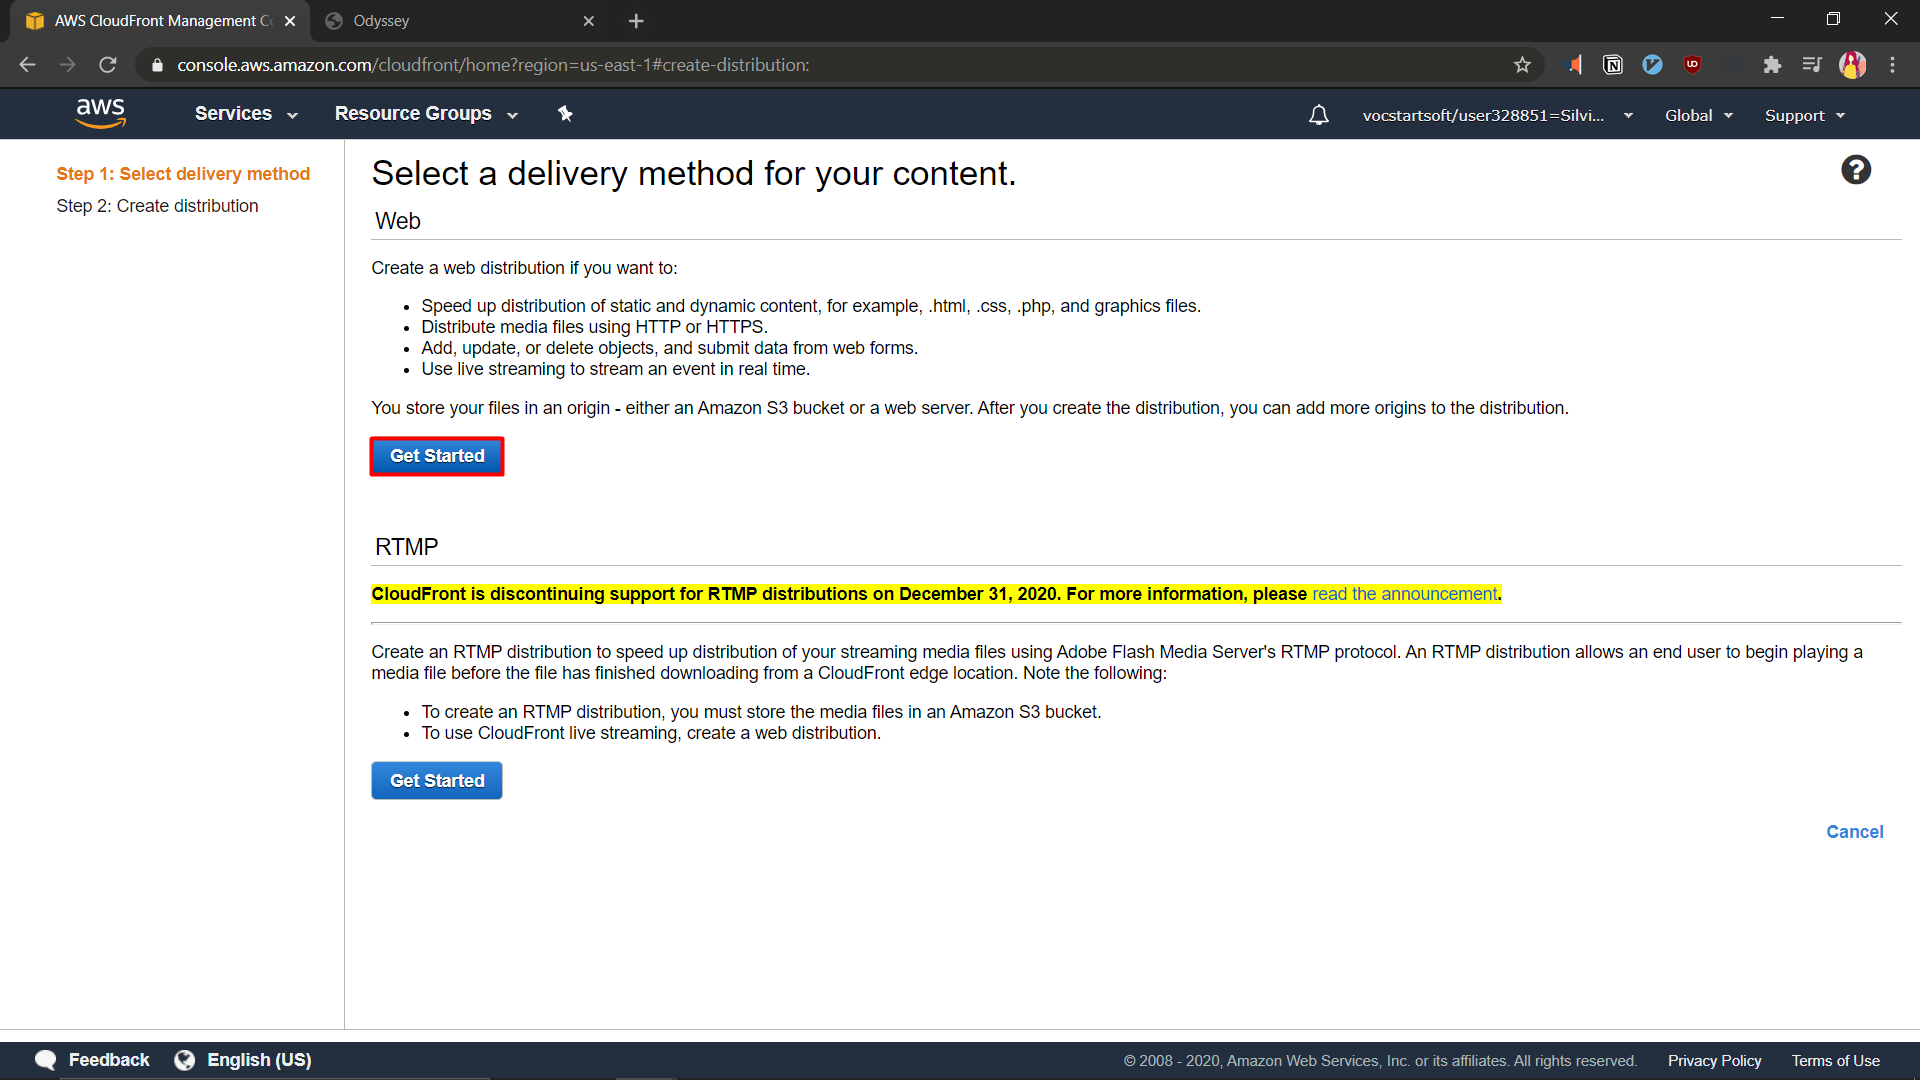 AWS CloudFront Management Co
Odyssey
console.aws.amazon.com/cloudfront/home?region=us-east-1#create-distribution:
aws
Services
Resource Groups
vocstartsoft/user328851=Silvi...
Global
Support
Step 1: Select delivery method
Step 2: Create distribution
Select a delivery method for your content.
Web
Create a web distribution if you want to:
• Speed up distribution of static and dynamic content, for example, .html, .css, .php, and graphics files.
• Distribute media files using HTTP or HTTPS.
• Add, update, or delete objects, and submit data from web forms.
• Use live streaming to stream an event in real time.
You store your files in an origin - either an Amazon S3 bucket or a web server. After you create the distribution, you can add more origins to the distribution.
Get Started
RTMP
CloudFront is discontinuing support for RTMP distributions on December 31, 2020. For more information, please read the announcement.
Create an RTMP distribution to speed up distribution of your streaming media files using Adobe Flash Media Server's RTMP protocol. An RTMP distribution allows an end user to begin playing a
media file before the file has finished downloading from a CloudFront edge location. Note the following:
• To create an RTMP distribution, you must store the media files in an Amazon S3 bucket.
• To use CloudFront live streaming, create a web distribution.
Get Started
Cancel
Feedback
English (US)
© 2008 - 2020, Amazon Web Services, Inc. or its affiliates. All rights reserved.
Privacy Policy
Terms of Use